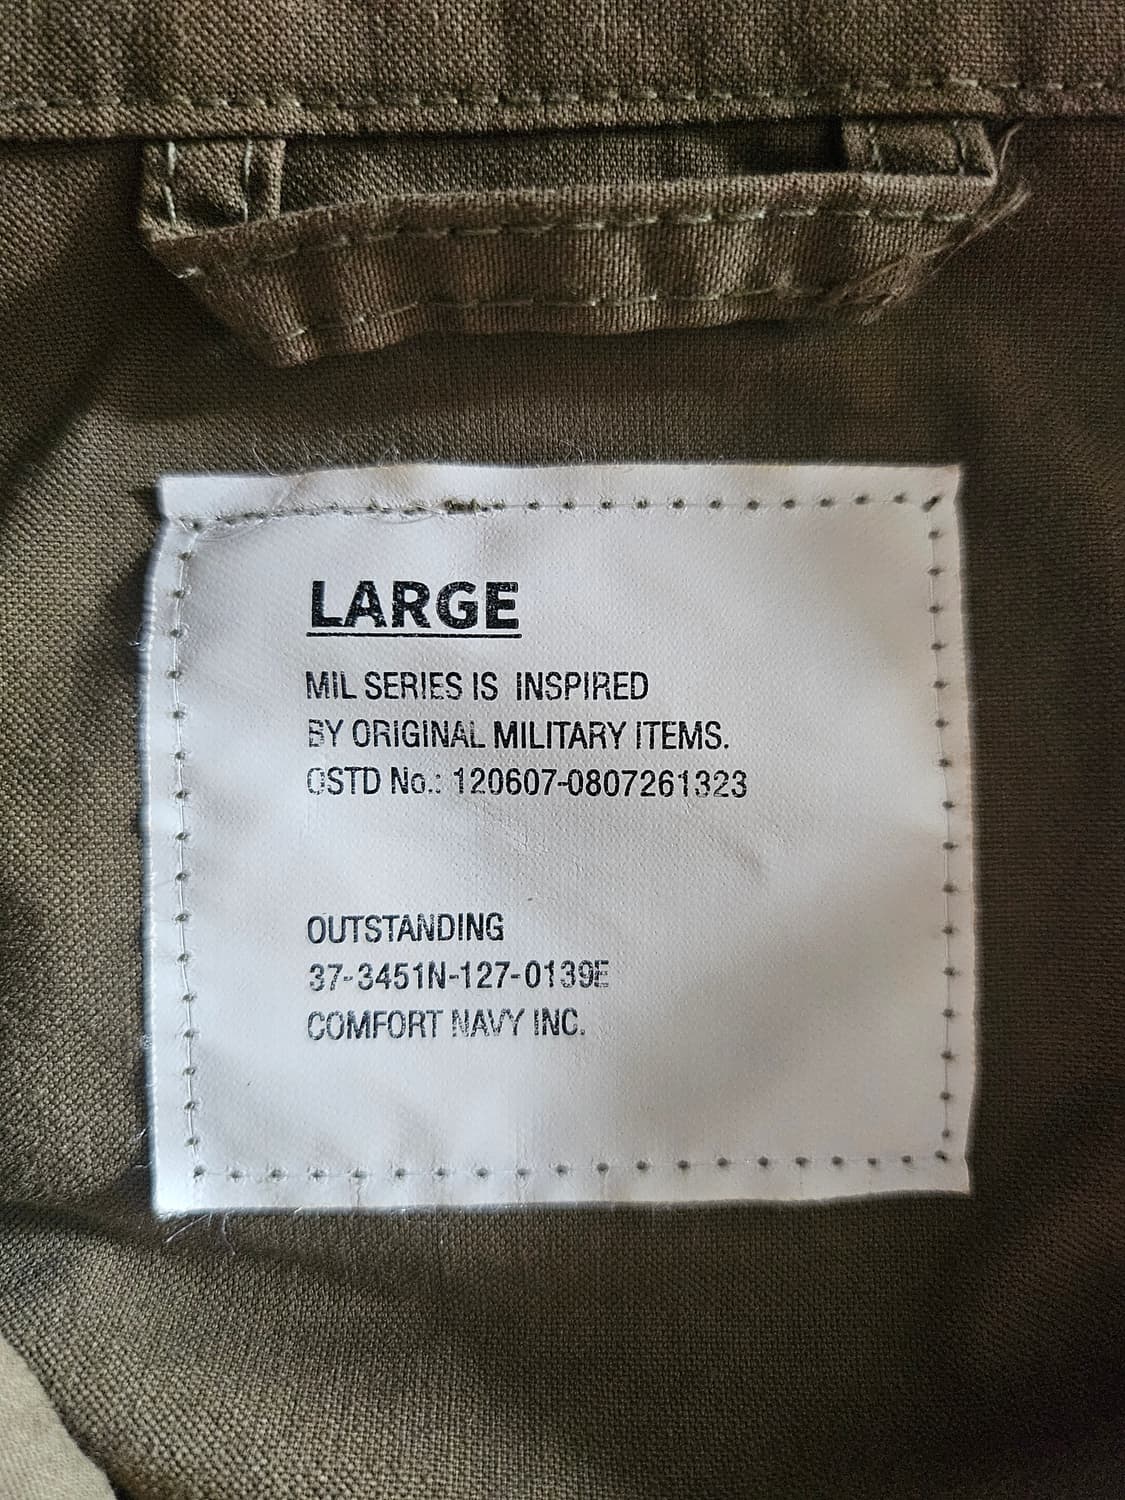 LARGE
MIL SERIES IS INSPIRED
BY ORIGINAL MILITARY ITEMS.
OSTD No.: 120607-0807261323
OUTSTANDING
37-3451N-127-0139E
COMFORT NAVY INC.